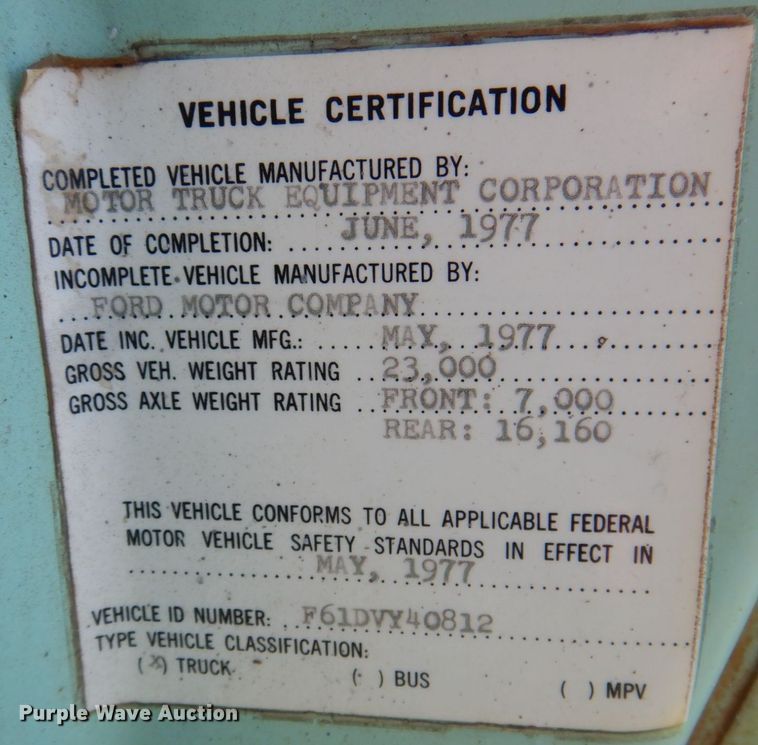 VEHICLE CERTIFICATION
COMPLETED VEHICLE MANUFACTURED BY:
MOTOR TRUCK EQUIPMENT CORPORATION
DATE OF COMPLETION: JUNE, 1977
INCOMPLETE VEHICLE MANUFACTURED BY:
FORD MOTOR COMPANY
DATE INC. VEHICLE MFG.: MAY, 1977
GROSS VEH. WEIGHT RATING 23,000
GROSS AXLE WEIGHT RATING FRONT: 7,000
REAR: 16,160
THIS VEHICLE CONFORMS TO ALL APPLICABLE FEDERAL
MOTOR VEHICLE SAFETY STANDARDS IN EFFECT IN
MAY, 1977
VEHICLE ID NUMBER: F61DVY40812
TYPE VEHICLE CLASSIFICATION:
(X) TRUCK ( ) BUS ( ) MPV
Purple Wave Auction